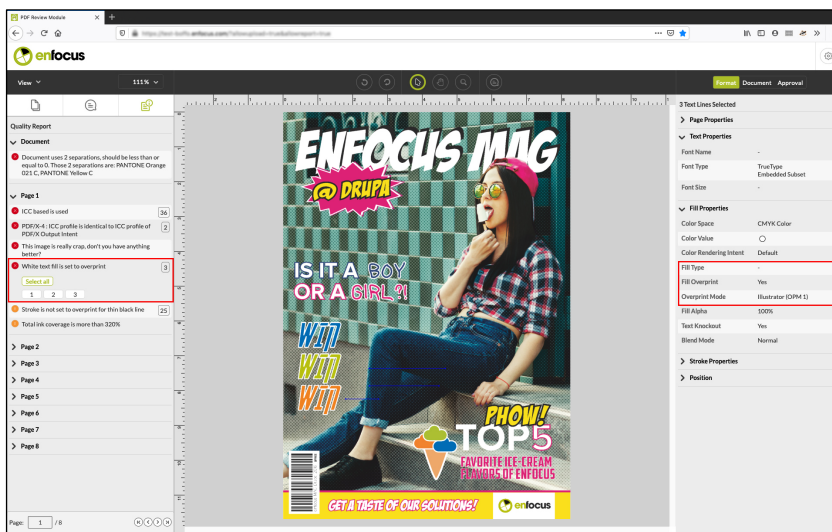 PDF Review Module
enfocus
View
111%
Format Document Approval
Quality Report
Document
Document uses 2 separations, should be less than or
equal to 0. Those 2 separations are: PANTONE Orange
021 C, PANTONE Yellow C
Page 1
ICC based is used
36
PDF/X-4: ICC profile is identical to ICC profile of
PDF/X Output Intent
2
This image is really crap, don't you have anything
better?
White text fill is set to overprint
3
Select all
1 2 3
Stroke is not set to overprint for thin black line
25
Total ink coverage is more than 320%
Page 2
Page 3
Page 4
Page 5
Page 6
Page 7
Page 8
Page: 1 / 8
ENFOCUS MAG
@ DRUPA
IS IT A BOY
OR A GIRL?!
WIN
WIN
WIN
PHOW!
TOP5
FAVORITE ICE-CREAM
FLAVORS OF ENFOCUS
GET A TASTE OF OUR SOLUTIONS!
enfocus
3 Text Lines Selected
Page Properties
Text Properties
Font Name -
Font Type TrueType
Embedded Subset
Font Size -
Fill Properties
Color Space CMYK Color
Color Value
Color Rendering Intent Default
Fill Type -
Fill Overprint Yes
Overprint Mode Illustrator (OPM 1)
Fill Alpha 100%
Text Knockout Yes
Blend Mode Normal
Stroke Properties
Position